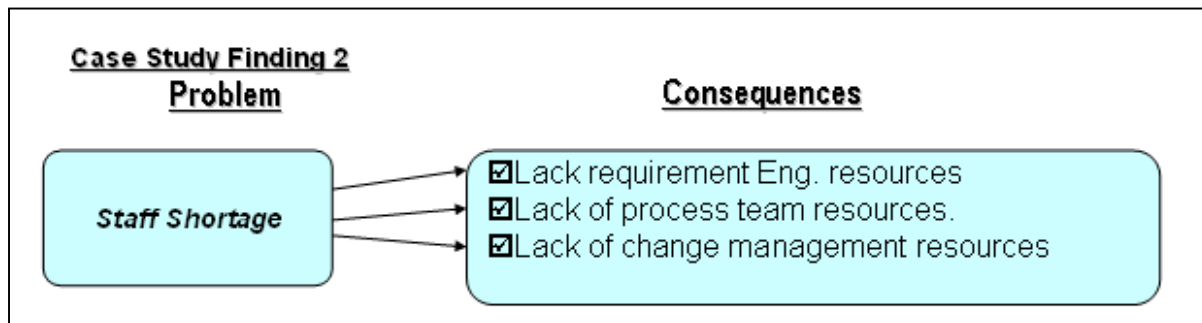 Case Study Finding 2
Problem
Consequences
Staff Shortage
☑Lack requirement Eng. resources
☑Lack of process team resources.
☑Lack of change management resources